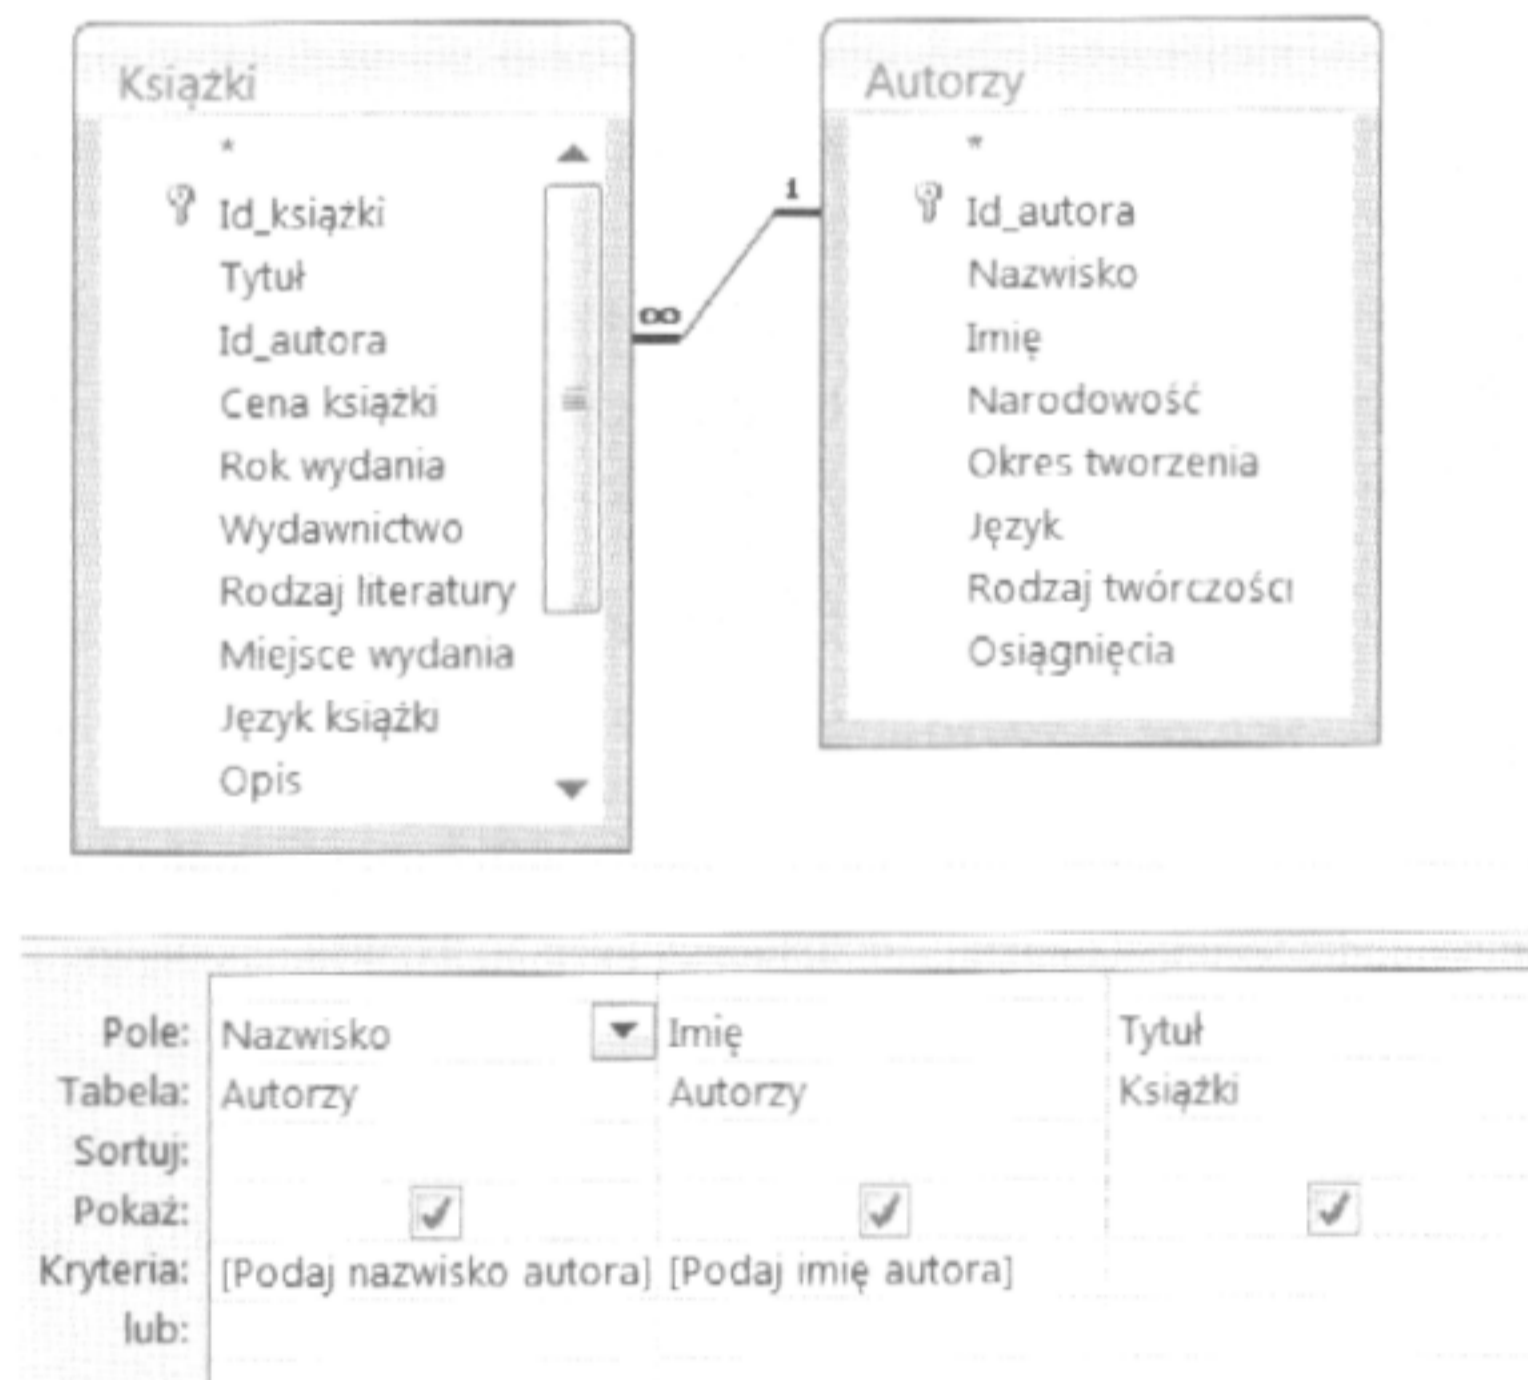 Książki
*
Id_książki
Tytuł
Id_autora
Cena książki
Rok wydania
Wydawnictwo
Rodzaj literatury
Miejsce wydania
Język książki
Opis
∞
1
Autorzy
*
Id_autora
Nazwisko
Imię
Narodowość
Okres tworzenia
Język
Rodzaj twórczości
Osiągnięcia
Pole: Nazwisko Imię Tytuł
Tabela: Autorzy Autorzy Książki
Sortuj:
Pokaż:
Kryteria: [Podaj nazwisko autora] [Podaj imię autora]
lub: